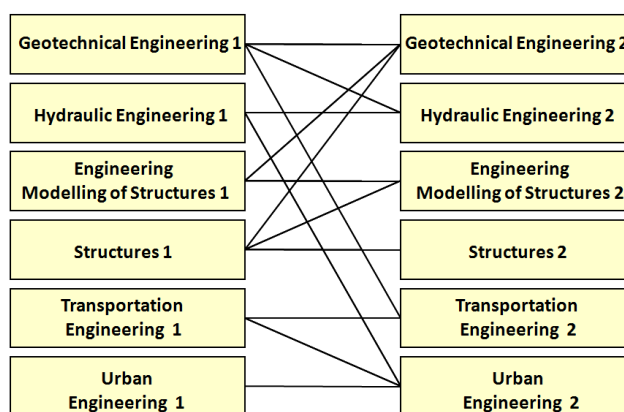 Geotechnical Engineering 1
Geotechnical Engineering 2
Hydraulic Engineering 1
Hydraulic Engineering 2
Engineering
Modelling of Structures 1
Engineering
Modelling of Structures 2
Structures 1
Structures 2
Transportation
Engineering 1
Transportation
Engineering 2
Urban
Engineering 1
Urban
Engineering 2